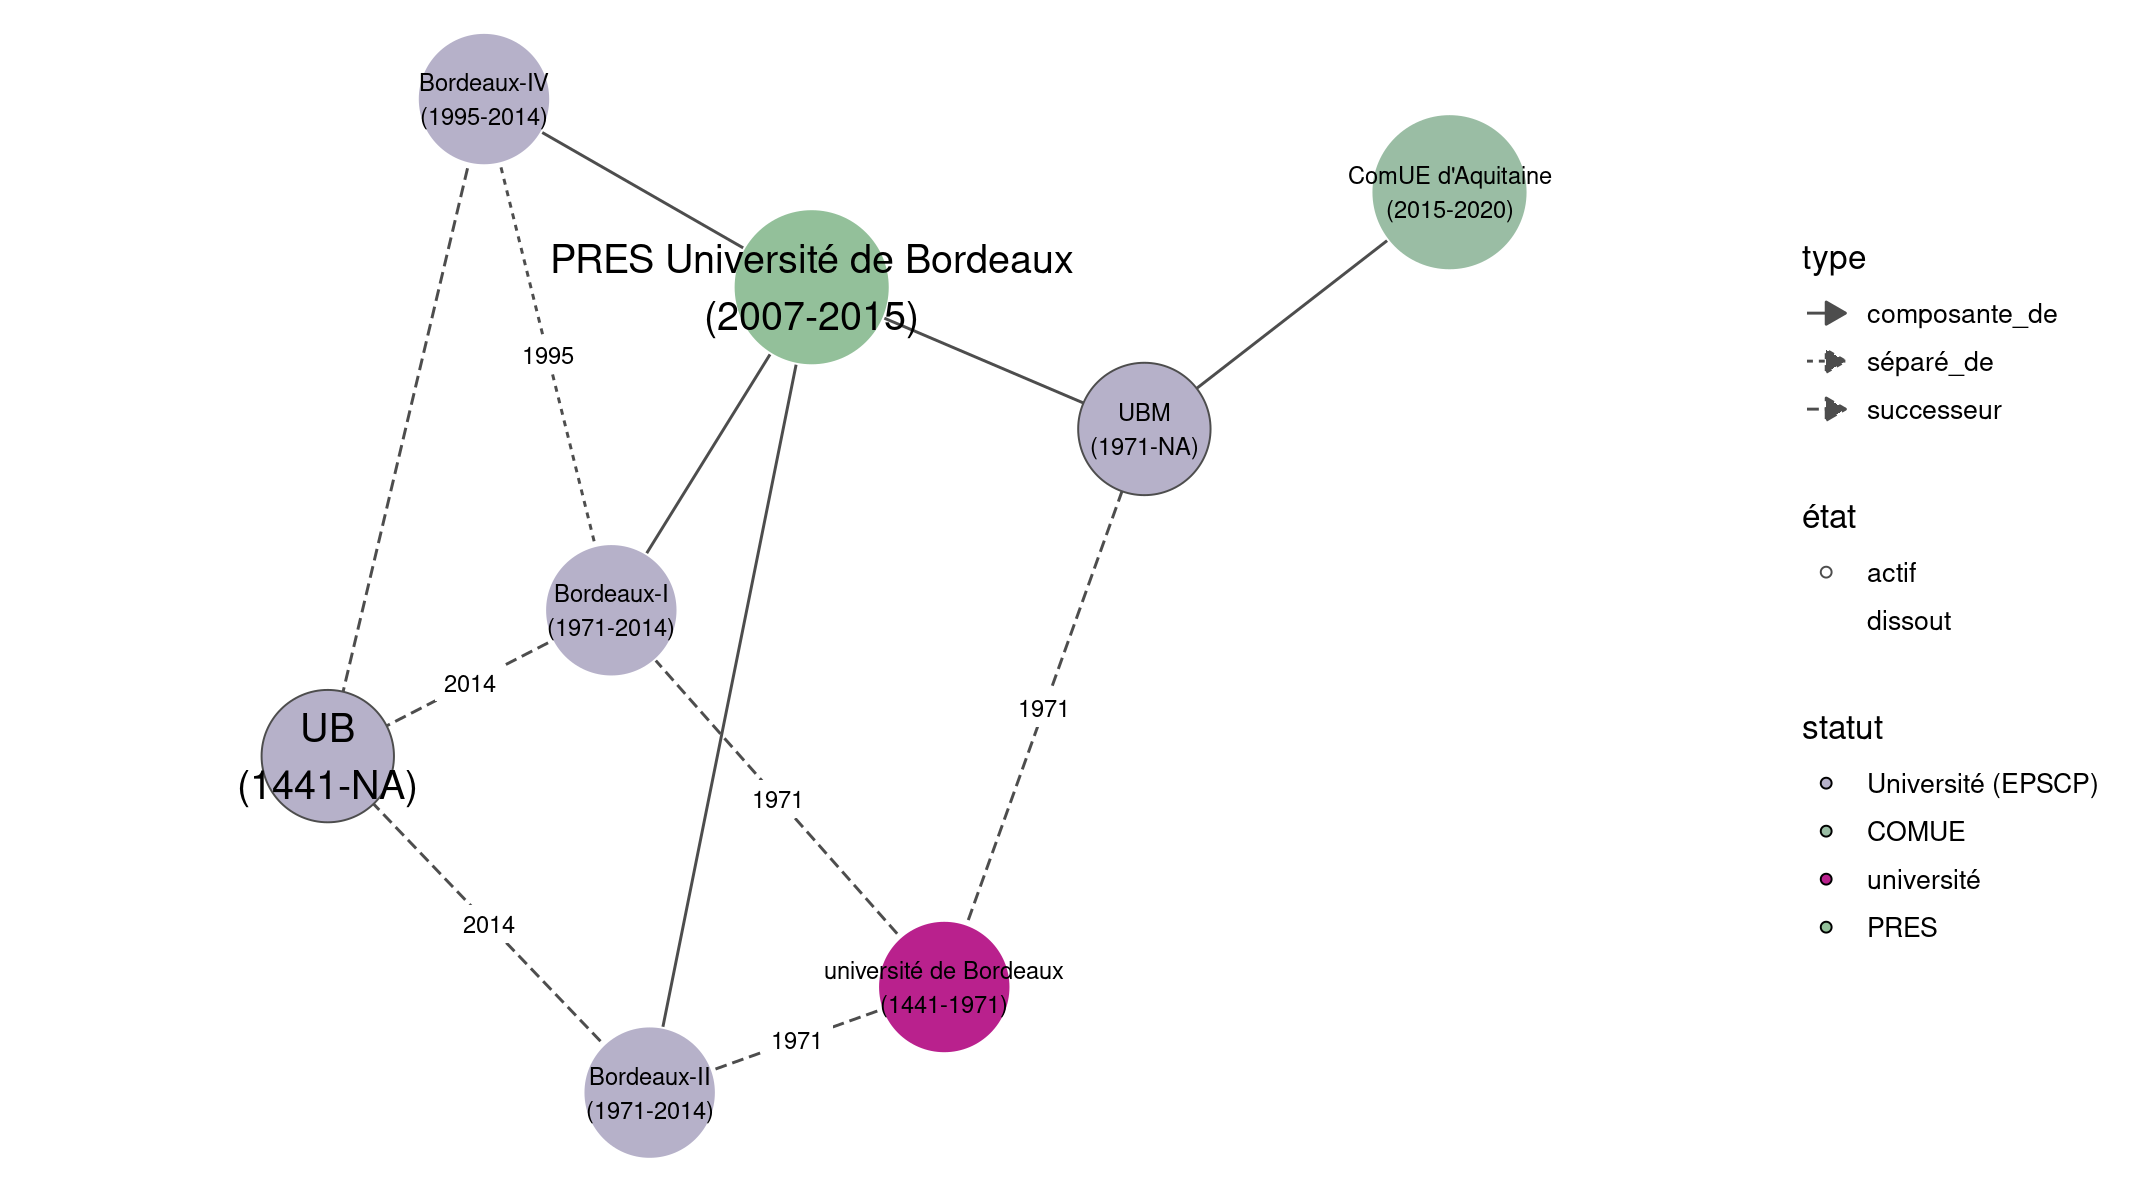 Bordeaux-IV
(1995-2014)
ComUE d'Aquitaine
(2015-2020)
PRES Université de Bordeaux
(2007-2015)
1995
UBM
(1971-NA)
Bordeaux-I
(1971-2014)
2014
1971
UB
(1441-NA)
1971
2014
université de Bordeaux
(1441-1971)
1971
Bordeaux-II
(1971-2014)
type
composante_de
séparé_de
successeur
état
actif
dissout
statut
Université (EPSCP)
COMUE
université
PRES